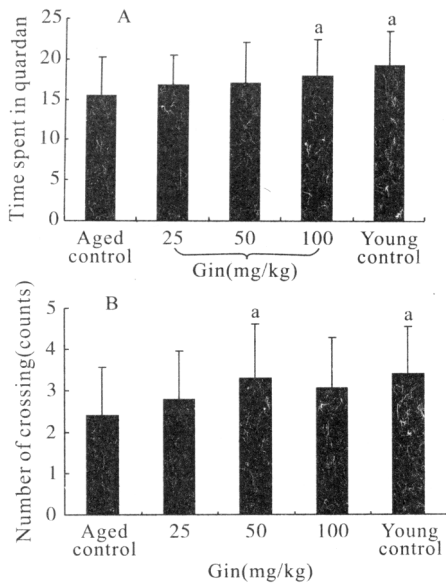 A
a
a
Time spent in quardan
25
20
15
10
5
0
Aged control
25
50
100
Young control
Gin(mg/kg)
B
a
a
Number of crossing(counts)
5
4
3
2
1
0
Aged control
25
50
100
Young control
Gin(mg/kg)